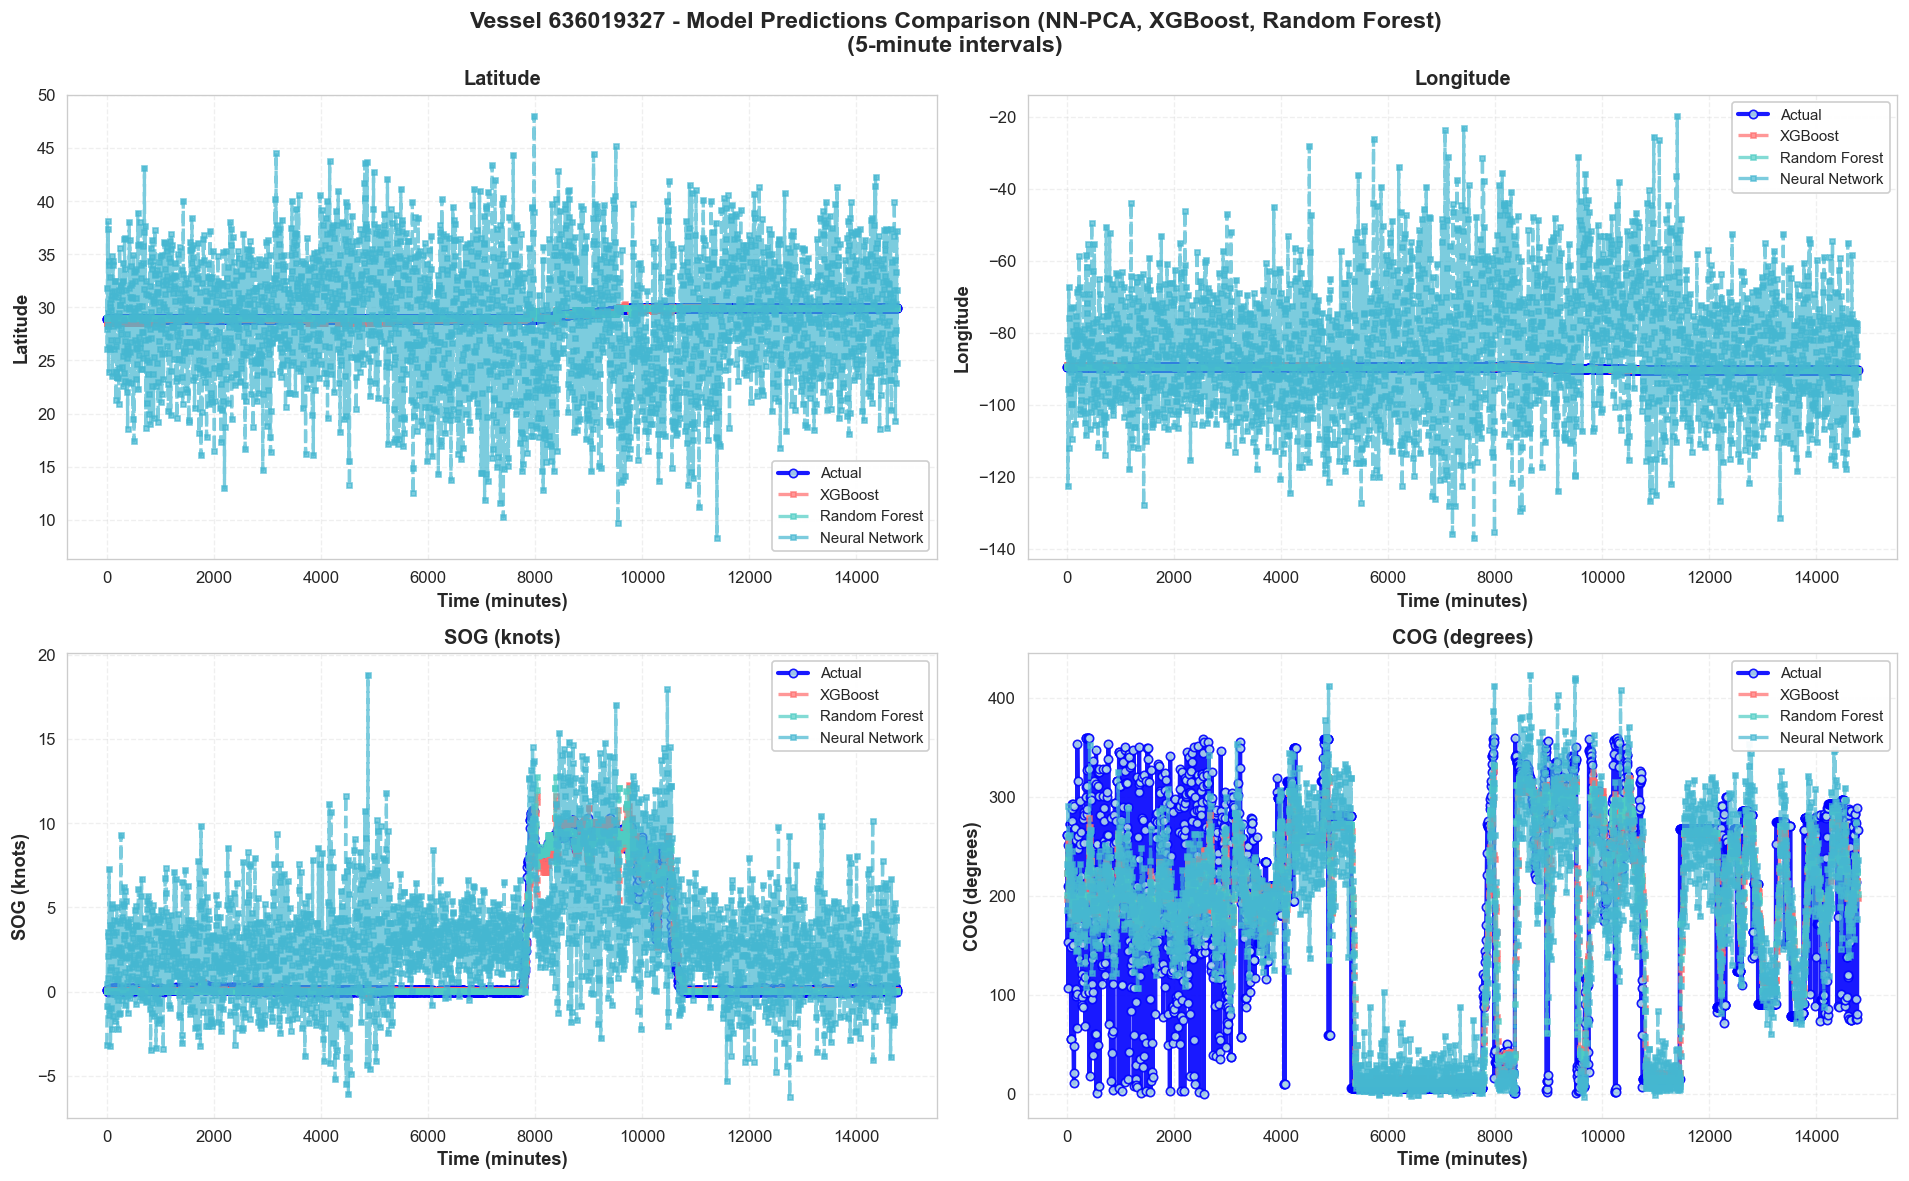 Vessel 636019327 - Model Predictions Comparison (NN-PCA, XGBoost, Random Forest)
(5-minute intervals)
Latitude
50
45
40
35
30
25
20
15
10
Latitude
Actual
XGBoost
Random Forest
Neural Network
0 2000 4000 6000 8000 10000 12000 14000
Time (minutes)
Longitude
−20
−40
−60
−80
−100
−120
−140
Longitude
Actual
XGBoost
Random Forest
Neural Network
0 2000 4000 6000 8000 10000 12000 14000
Time (minutes)
SOG (knots)
20
15
10
5
0
−5
SOG (knots)
Actual
XGBoost
Random Forest
Neural Network
0 2000 4000 6000 8000 10000 12000 14000
Time (minutes)
COG (degrees)
400
300
200
100
0
COG (degrees)
Actual
XGBoost
Random Forest
Neural Network
0 2000 4000 6000 8000 10000 12000 14000
Time (minutes)